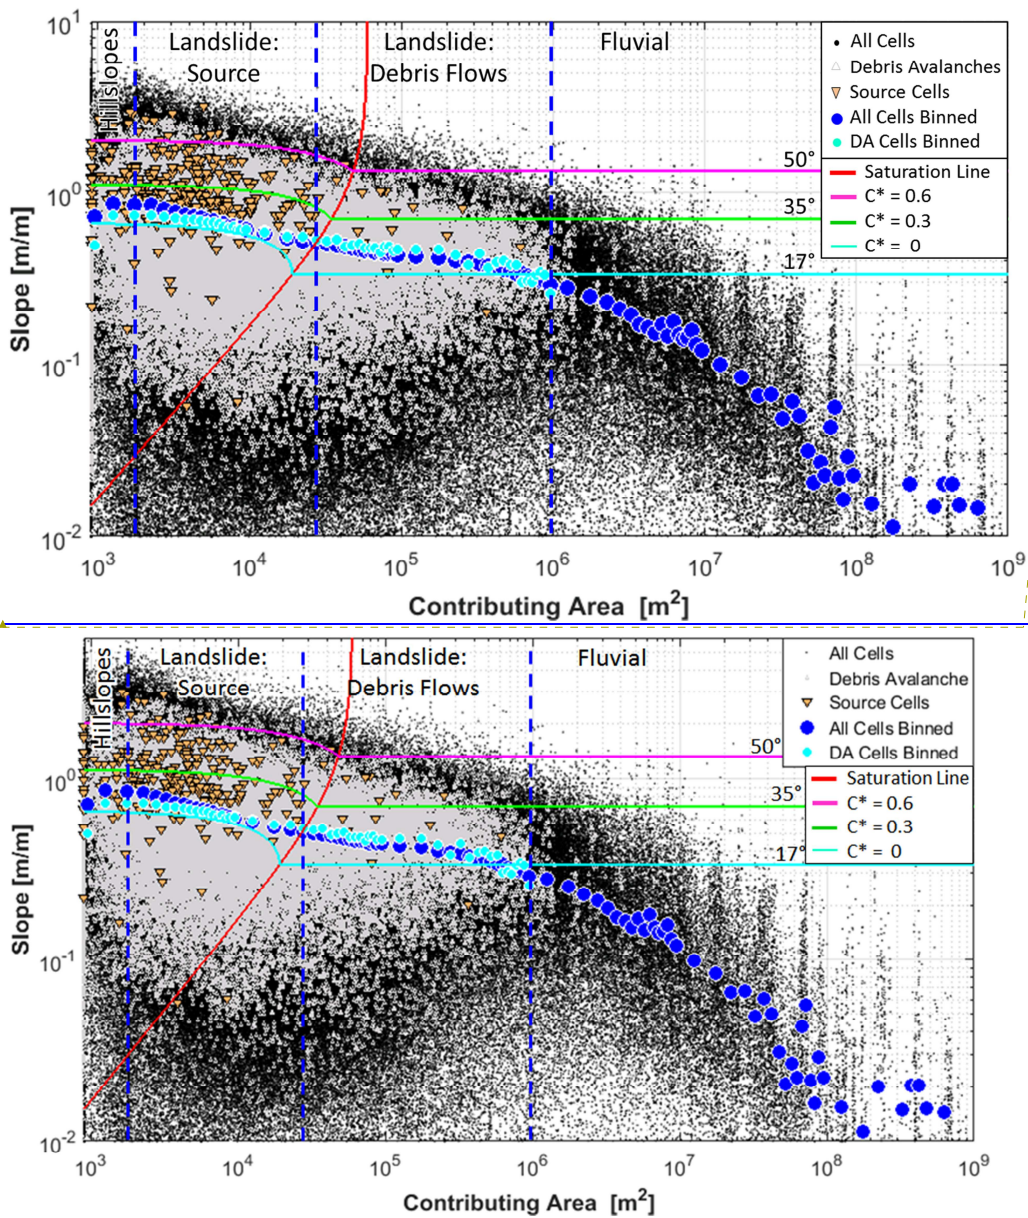 10^1
Hillslopes
Landslide:
Source
Landslide:
Debris Flows
Fluvial
All Cells
Debris Avalanches
Source Cells
All Cells Binned
DA Cells Binned
Saturation Line
C* = 0.6
C* = 0.3
C* = 0
50°
35°
17°
10^0
10^-1
10^-2
Slope [m/m]
10^3 10^4 10^5 10^6 10^7 10^8 10^9
Contributing Area [m^2]
Hillslopes
Landslide:
Source
Landslide:
Debris Flows
Fluvial
All Cells
Debris Avalanche
Source Cells
All Cells Binned
DA Cells Binned
Saturation Line
C* = 0.6
C* = 0.3
C* = 0
50°
35°
17°
10^0
10^-1
10^-2
Slope [m/m]
10^3 10^4 10^5 10^6 10^7 10^8 10^9
Contributing Area [m^2]